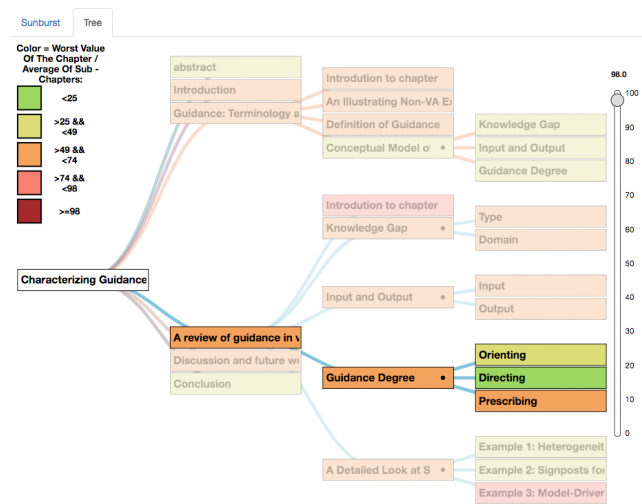 Sunburst
Tree
Color = Worst Value
Of The Chapter /
Average Of Sub -
Chapters:
<25
>25 &&
<49
>49 &&
<74
>74 &&
<98
>=98
Characterizing Guidance
abstract
Introduction
Guidance: Terminology a
A review of guidance in v
Discussion and future we
Conclusion
Introdution to chapter
An Illustrating Non-VA Ex
Definition of Guidance
Conceptual Model of
Introdution to chapter
Knowledge Gap
Input and Output
Guidance Degree
A Detailed Look at S
Knowledge Gap
Input and Output
Guidance Degree
Type
Domain
Input
Output
Orienting
Directing
Prescribing
Example 1: Heterogeneit
Example 2: Signposts for
Example 3: Model-Driver
98.0
100
90
80
70
60
50
40
30
20
10
0